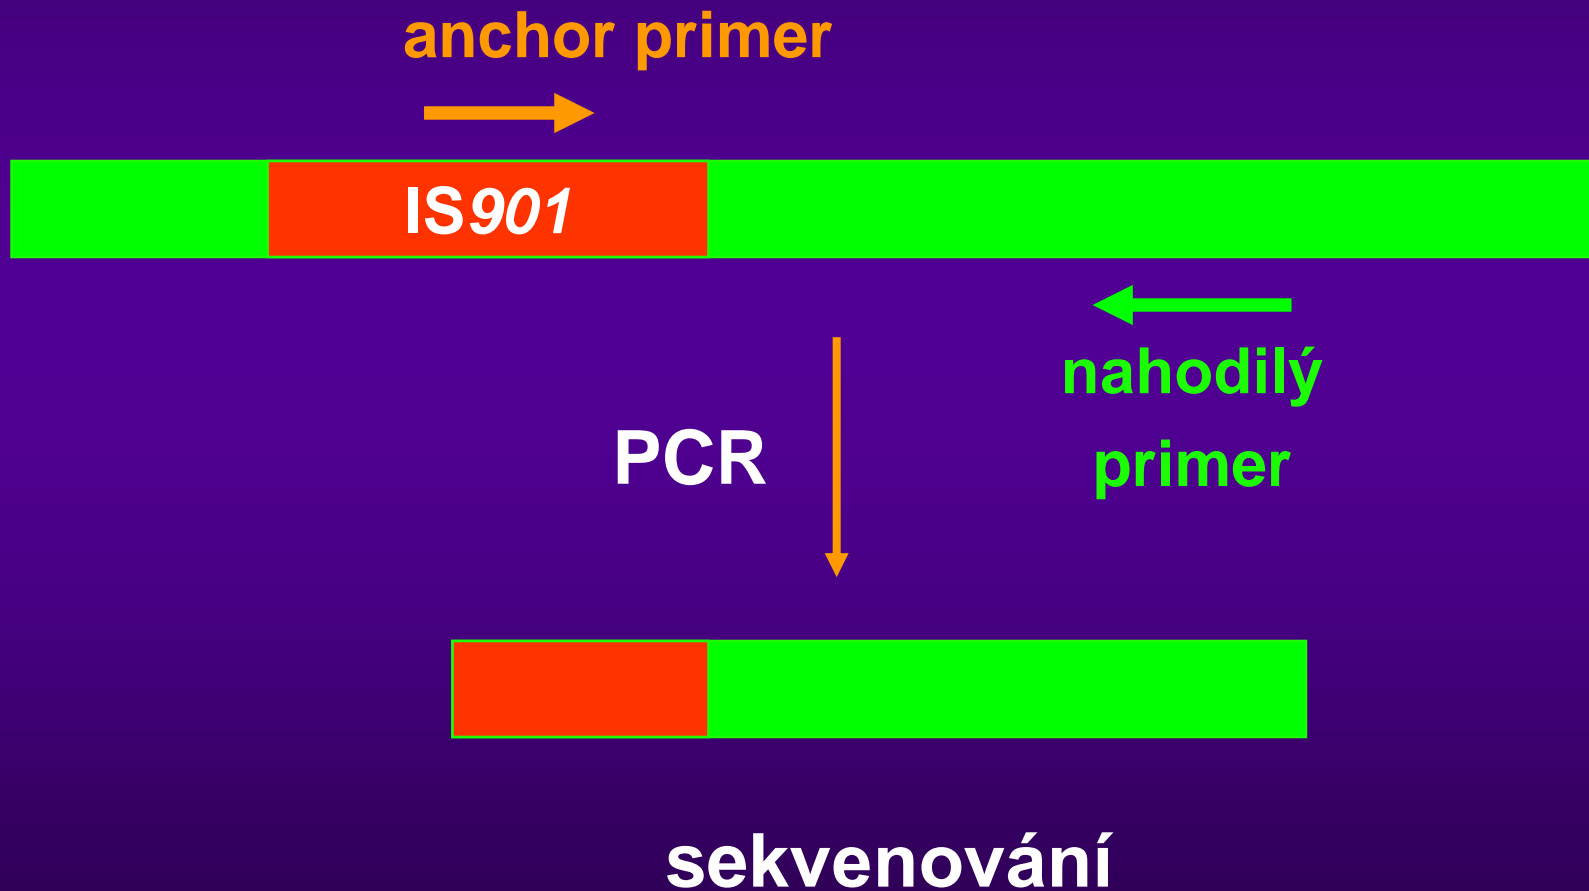 anchor primer
IS901
nahodilý
primer
PCR
sekvenování